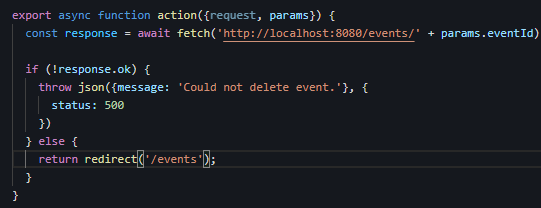 export async function action({request, params}) {
const response = await fetch('http://localhost:8080/events/' + params.eventId)
if (!response.ok) {
throw json({message: 'Could not delete event.'}, {
status: 500
})
} else {
return redirect('/events');
}
}